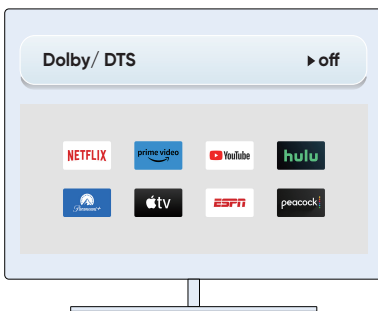 Dolby/ DTS ▸off
NETFLIX prime video YouTube hulu
Paramount+ tv ESPN peacock